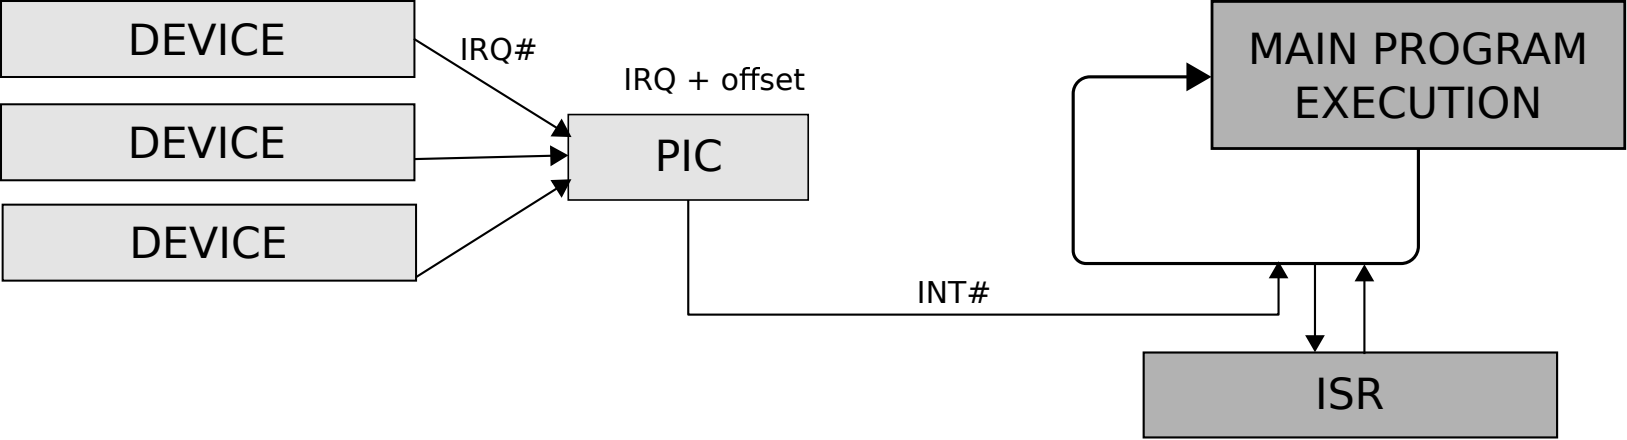 DEVICE
IRQ#
DEVICE
DEVICE
IRQ + offset
PIC
INT#
MAIN PROGRAM
EXECUTION
ISR